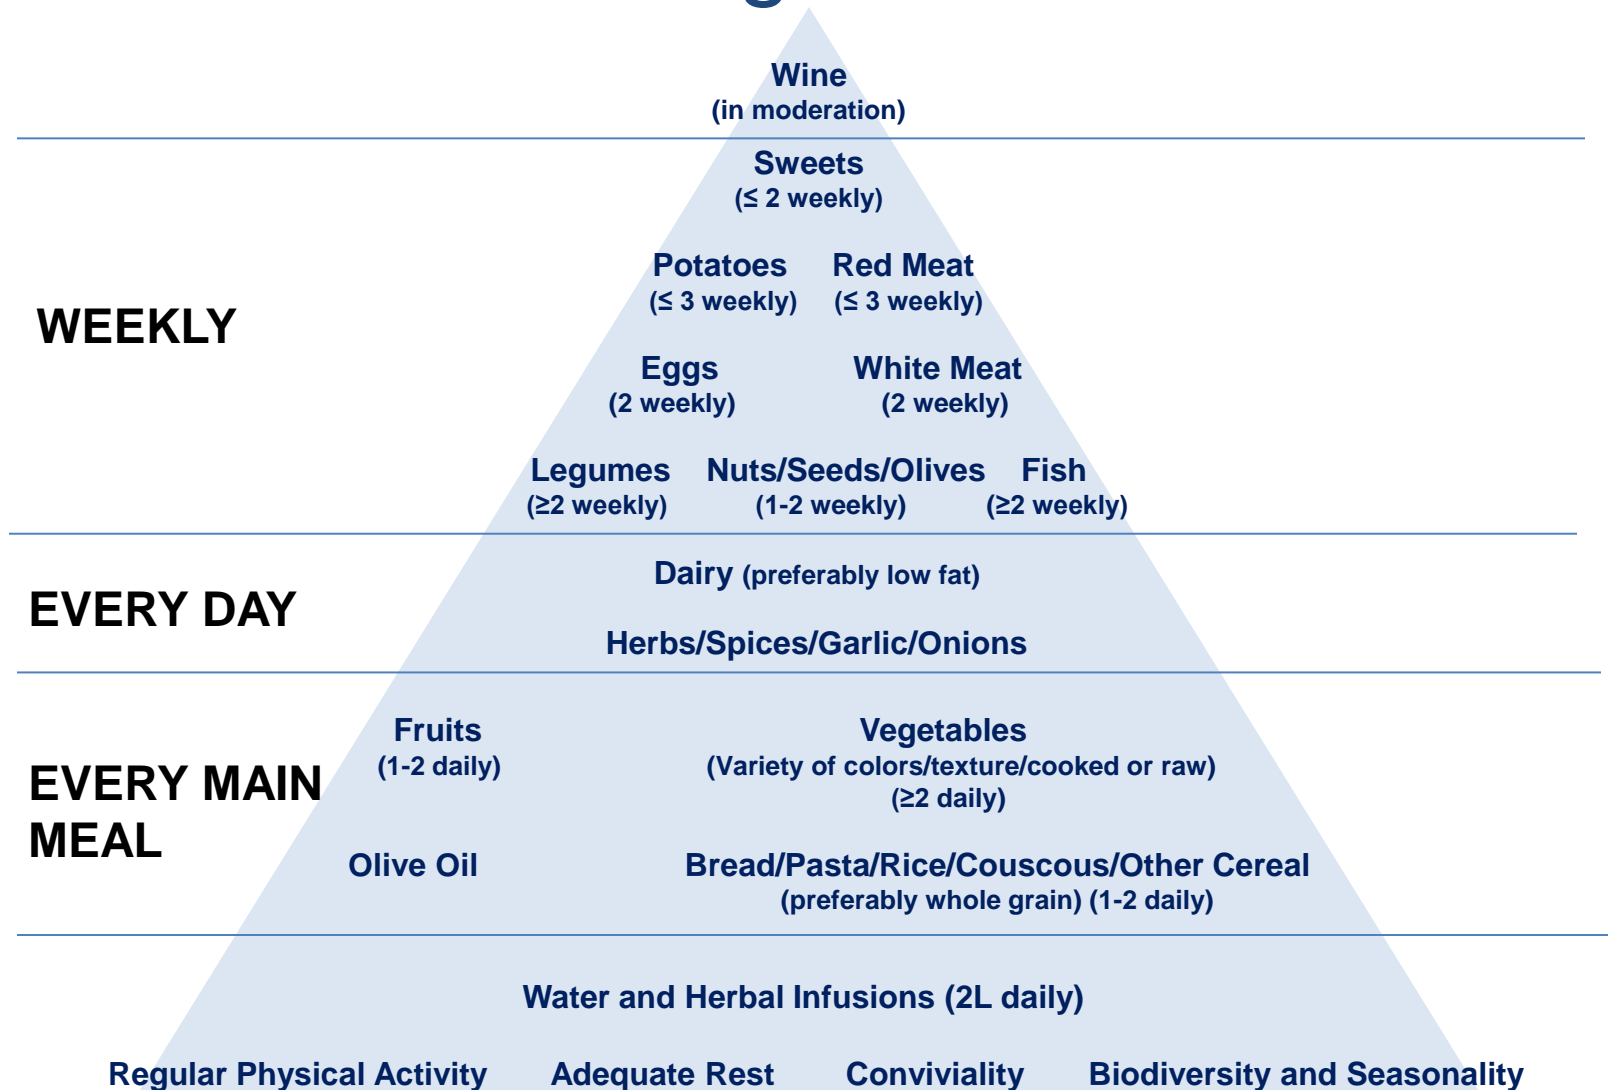 Wine
(in moderation)
Sweets
(≤ 2 weekly)
Potatoes Red Meat
(≤ 3 weekly) (≤ 3 weekly)
WEEKLY
Eggs White Meat
(2 weekly) (2 weekly)
Legumes Nuts/Seeds/Olives Fish
(≥2 weekly) (1-2 weekly) (≥2 weekly)
Dairy (preferably low fat)
EVERY DAY
Herbs/Spices/Garlic/Onions
Fruits Vegetables
(1-2 daily) (Variety of colors/texture/cooked or raw)
(≥2 daily)
EVERY MAIN
MEAL
Olive Oil Bread/Pasta/Rice/Couscous/Other Cereal
(preferably whole grain) (1-2 daily)
Water and Herbal Infusions (2L daily)
Regular Physical Activity Adequate Rest Conviviality Biodiversity and Seasonality